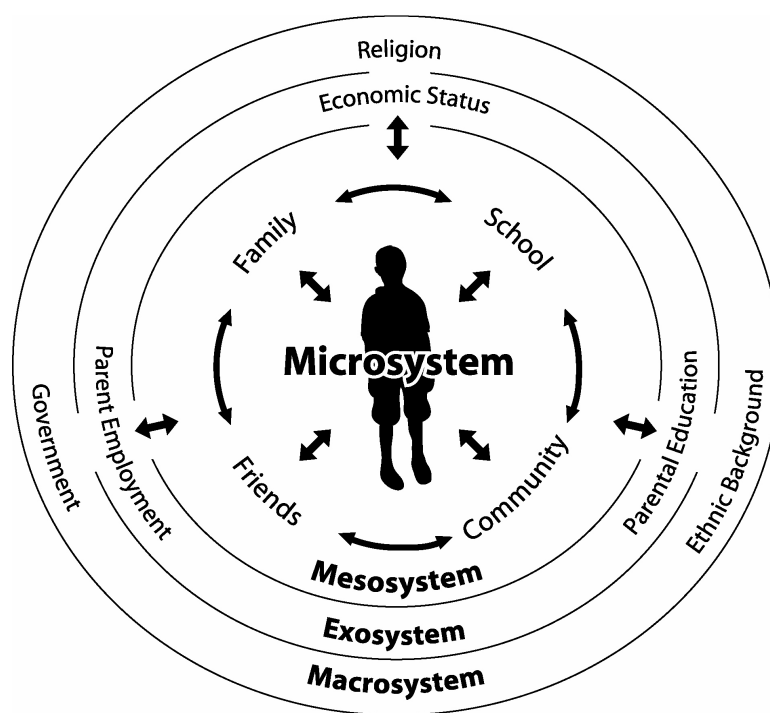 Religion
Economic Status
Family
School
Microsystem
Parent Employment
Parental Education
Government
Ethnic Background
Friends
Community
Mesosystem
Exosystem
Macrosystem